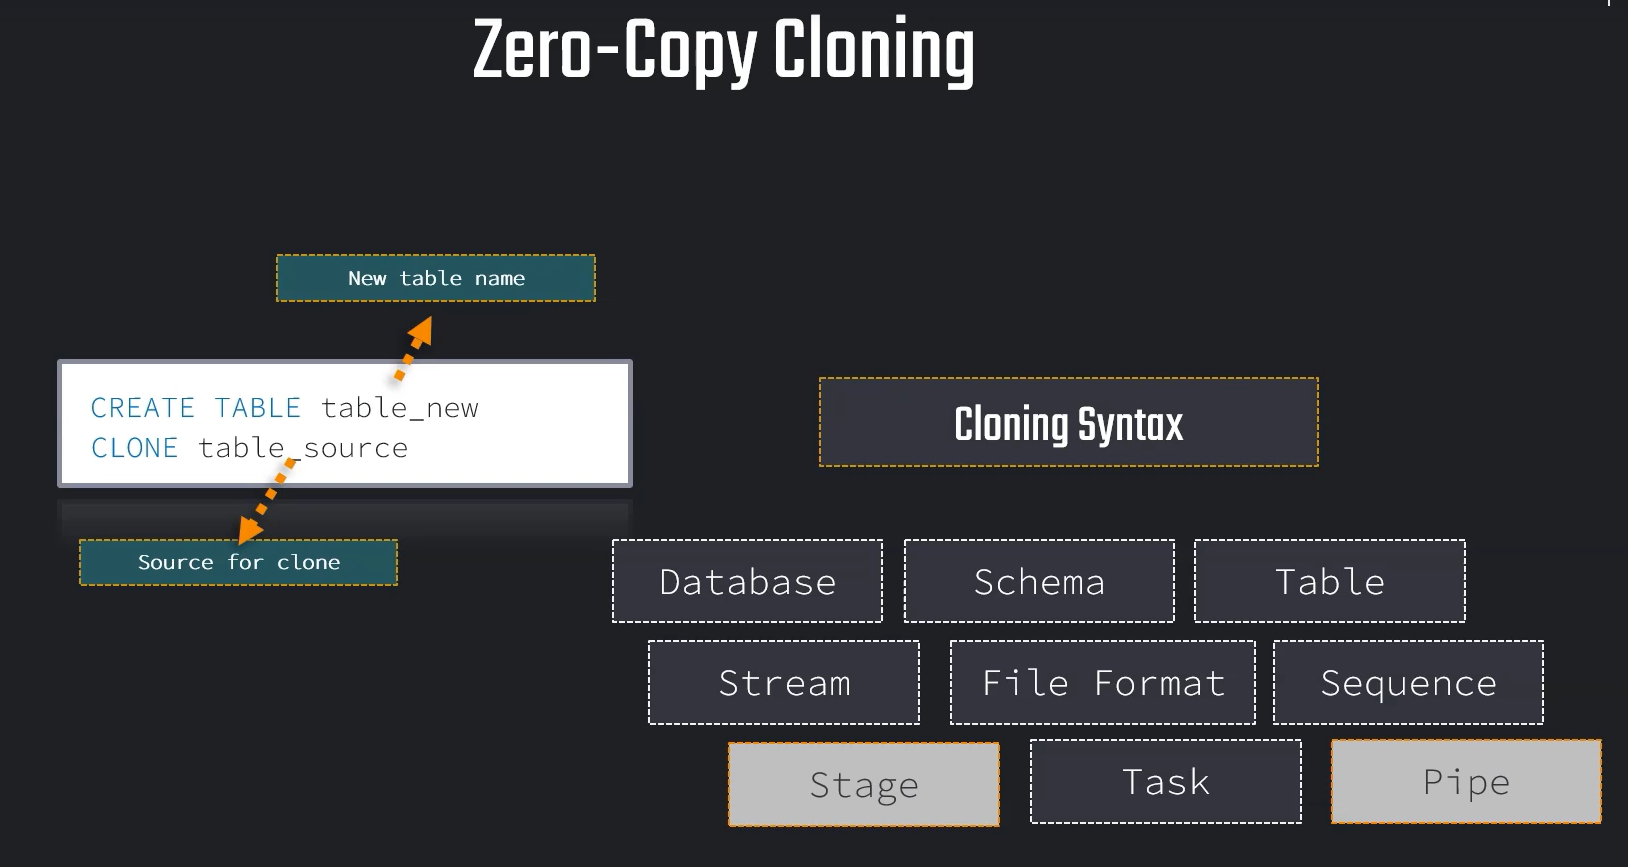 Zero-Copy Cloning
New table name
CREATE TABLE table_new
CLONE table_source
Source for clone
Cloning Syntax
Database
Schema
Table
Stream
File Format
Sequence
Stage
Task
Pipe